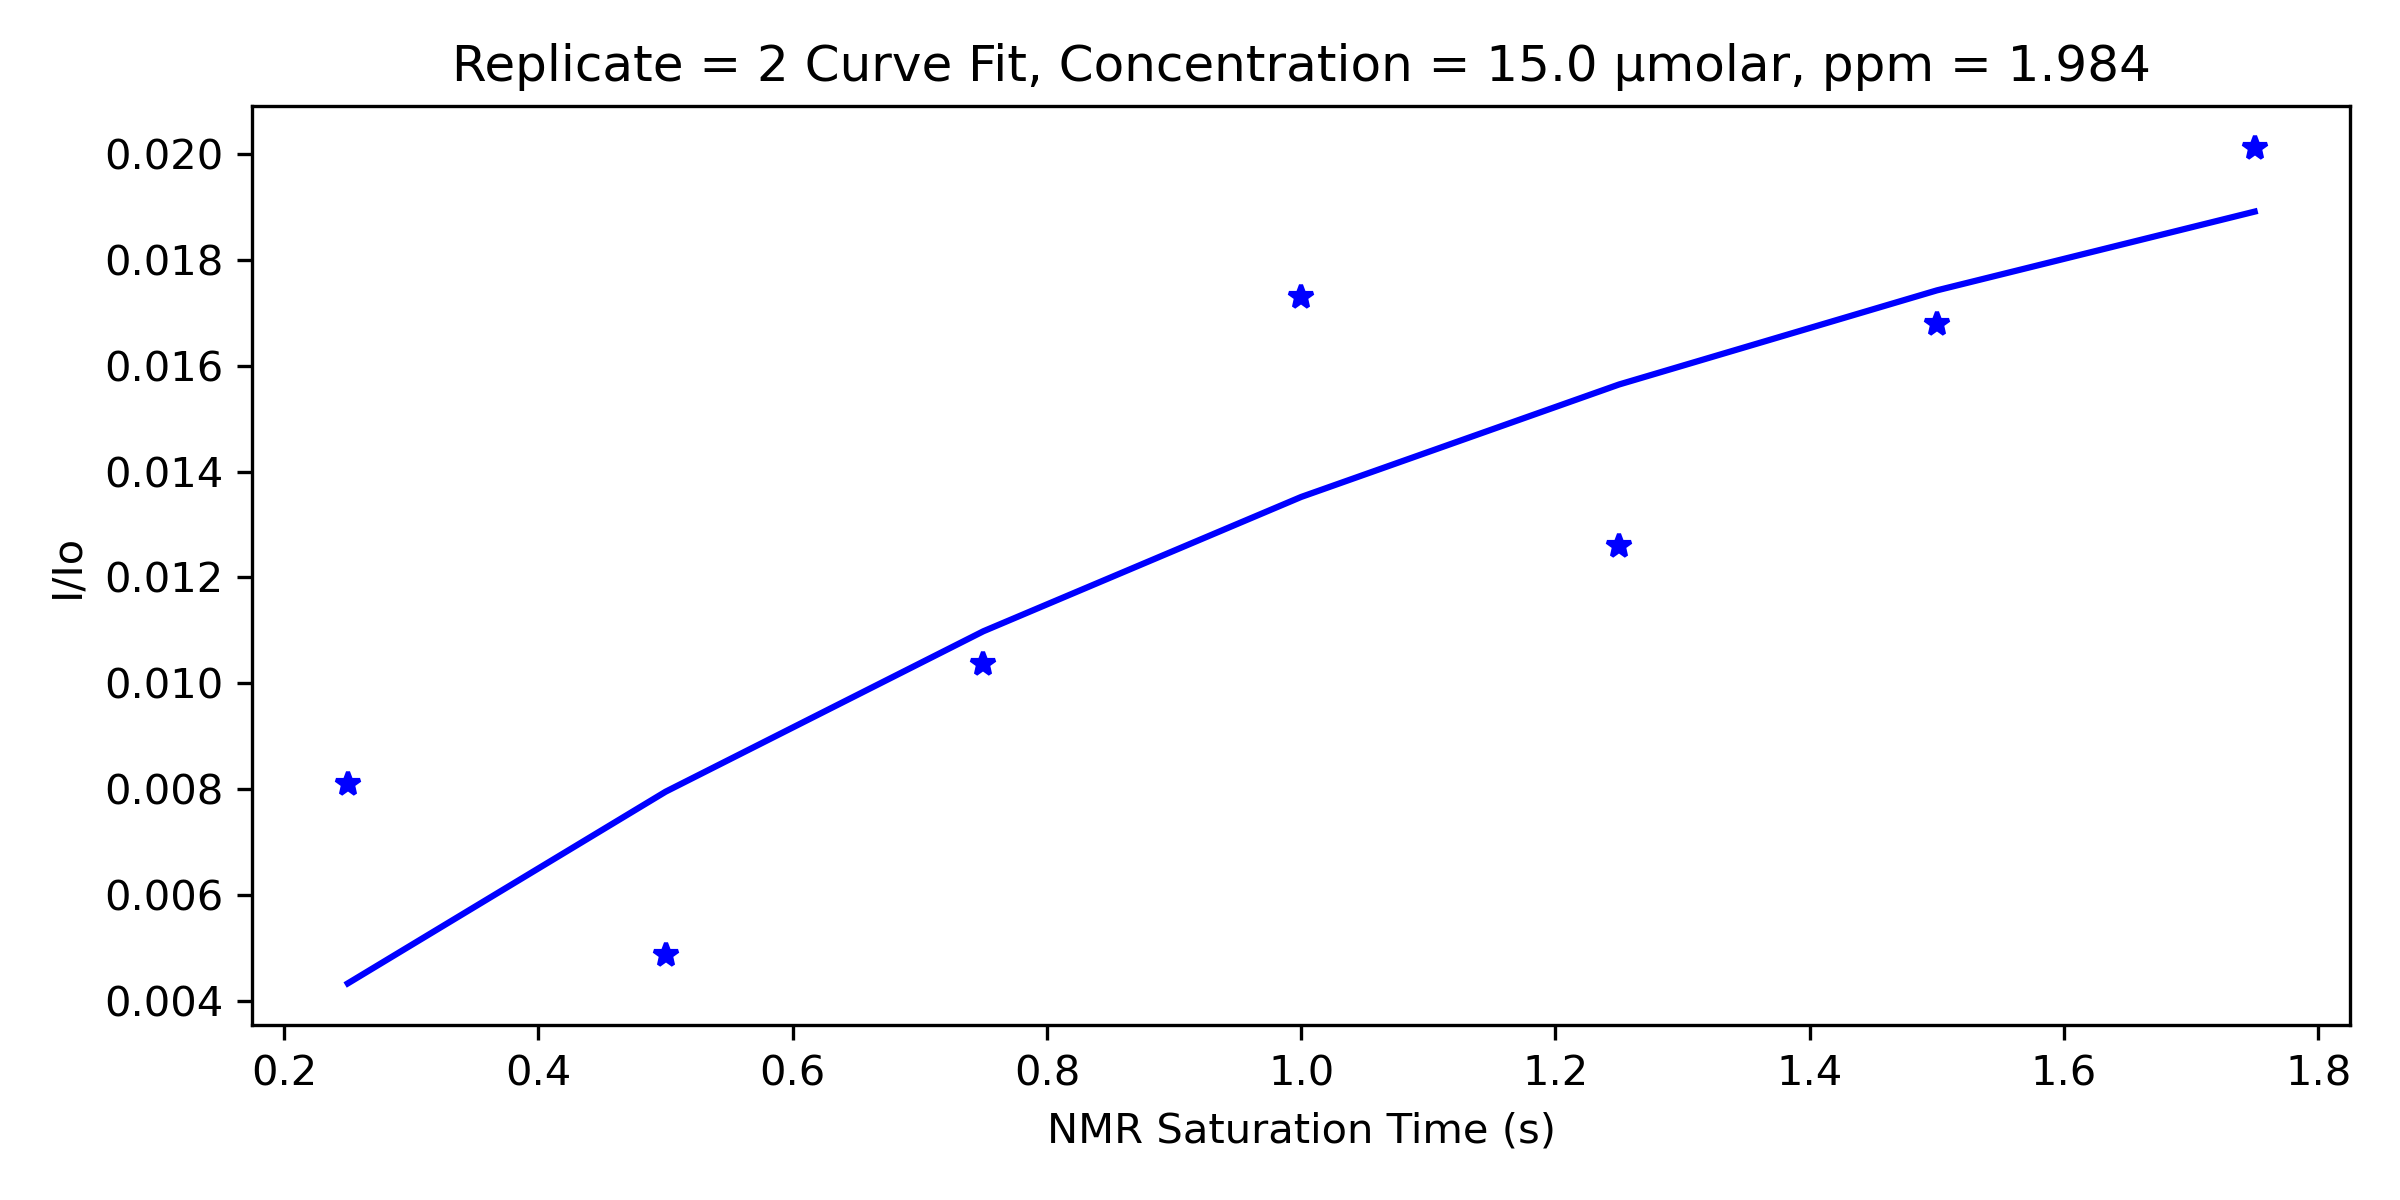 Replicate = 2 Curve Fit, Concentration = 15.0 µmolar, ppm = 1.984
0.020
0.018
0.016
0.014
0.012
0.010
0.008
0.006
0.004
I/Io
0.2 0.4 0.6 0.8 1.0 1.2 1.4 1.6 1.8
NMR Saturation Time (s)